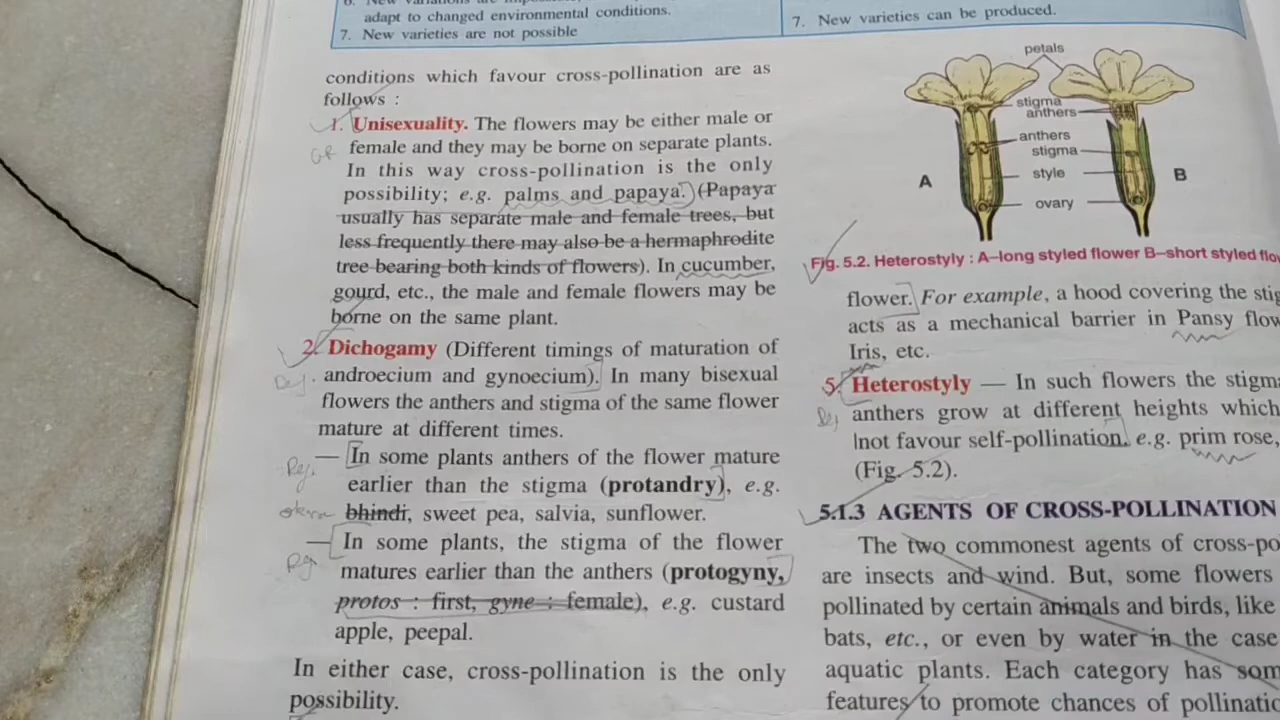 adapt to changed environmental conditions.
7. New varieties are not possible
7. New varieties can be produced.
conditions which favour cross-pollination are as
follows :
1. Unisexuality. The flowers may be either male or
female and they may be borne on separate plants.
In this way cross-pollination is the only
possibility; e.g. palms and papaya. (Papaya
usually has separate male and female trees, but
less frequently there may also be a hermaphrodite
tree bearing both kinds of flowers). In cucumber,
gourd, etc., the male and female flowers may be
borne on the same plant.
2. Dichogamy (Different timings of maturation of
androecium and gynoecium). In many bisexual
flowers the anthers and stigma of the same flower
mature at different times.
— In some plants anthers of the flower mature
earlier than the stigma (protandry), e.g.
okra bhindi, sweet pea, salvia, sunflower.
— In some plants, the stigma of the flower
matures earlier than the anthers (protogyny,
protos : first, gyne : female), e.g. custard
apple, peepal.
In either case, cross-pollination is the only
possibility.
petals
stigma
anthers
anthers
stigma
style
ovary
A
B
Fig. 5.2. Heterostyly : A–long styled flower B–short styled
flower. For example, a hood covering the
acts as a mechanical barrier in Pansy
Iris, etc.
5. Heterostyly — In such flowers the stigma
anthers grow at different heights which
not favour self-pollination. e.g. prim rose,
(Fig. 5.2).
5.1.3 AGENTS OF CROSS-POLLINATION
The two commonest agents of
are insects and wind. But, some flowers
pollinated by certain animals and birds, like
bats, etc., or even by water in the case
aquatic plants. Each category has
features to promote chances of